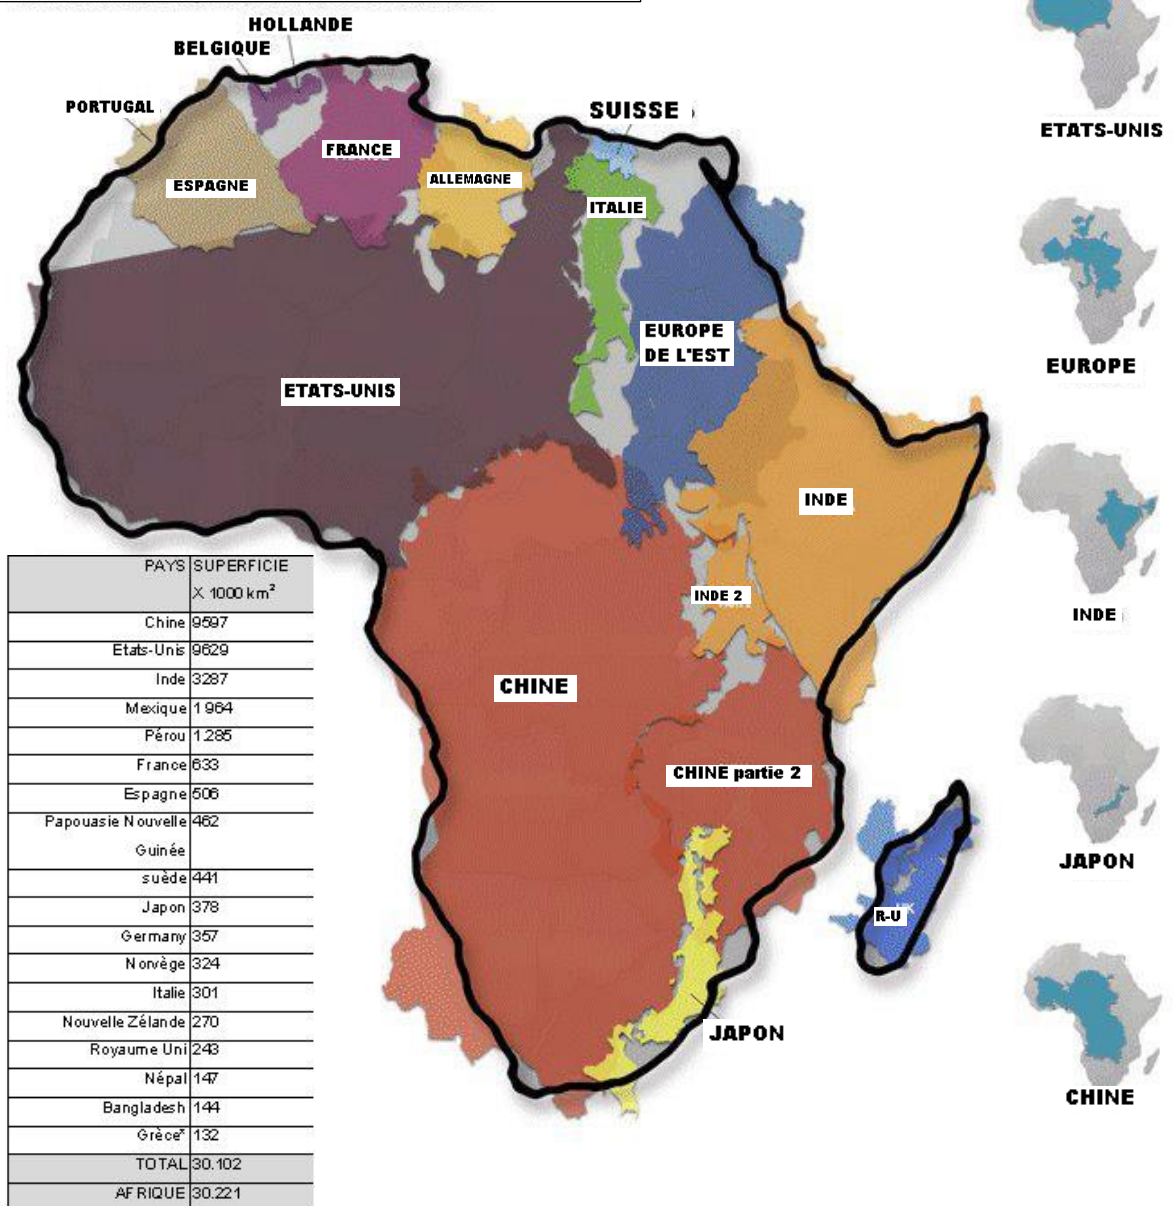 HOLLANDE
BELGIQUE
PORTUGAL
SUISSE
FRANCE
ALLEMAGNE
ESPAGNE
ITALIE
EUROPE
DE L'EST
ETATS-UNIS
INDE
INDE 2
CHINE
CHINE partie 2
R-U
JAPON
PAYS SUPERFICIE
X 1000 km²
Chine 9597
Etats-Unis 9629
Inde 3287
Mexique 1964
Pérou 1.285
France 633
Espagne 506
Papouasie Nouvelle 462
Guinée
suède 441
Japon 378
Germany 357
Norvège 324
Italie 301
Nouvelle Zélande 270
Royaume Uni 243
Népal 147
Bangladesh 144
Grèce* 132
TOTAL 30.102
AFRIQUE 30.221
ETATS-UNIS
EUROPE
INDE
JAPON
CHINE